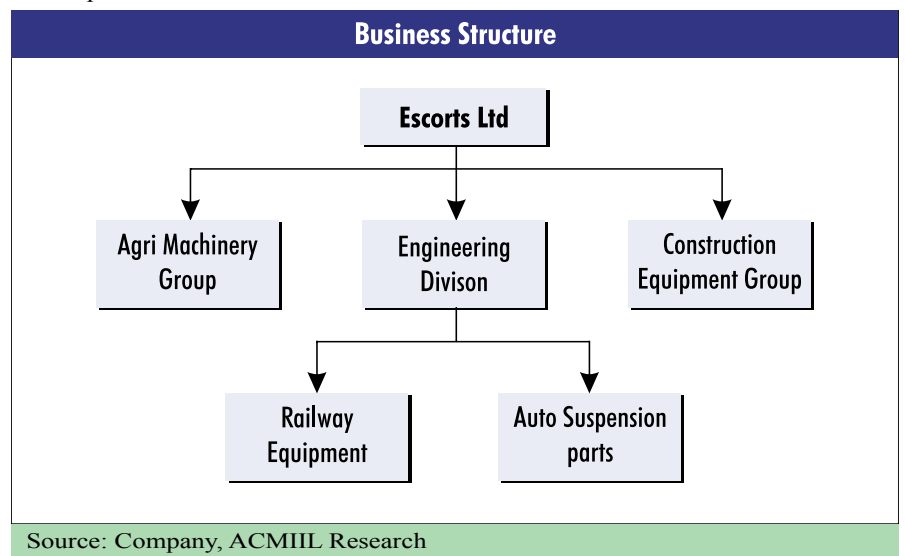 Business Structure
Escorts Ltd
Agri Machinery
Group
Engineering
Divison
Construction
Equipment Group
Railway
Equipment
Auto Suspension
parts
Source: Company, ACMIIL Research